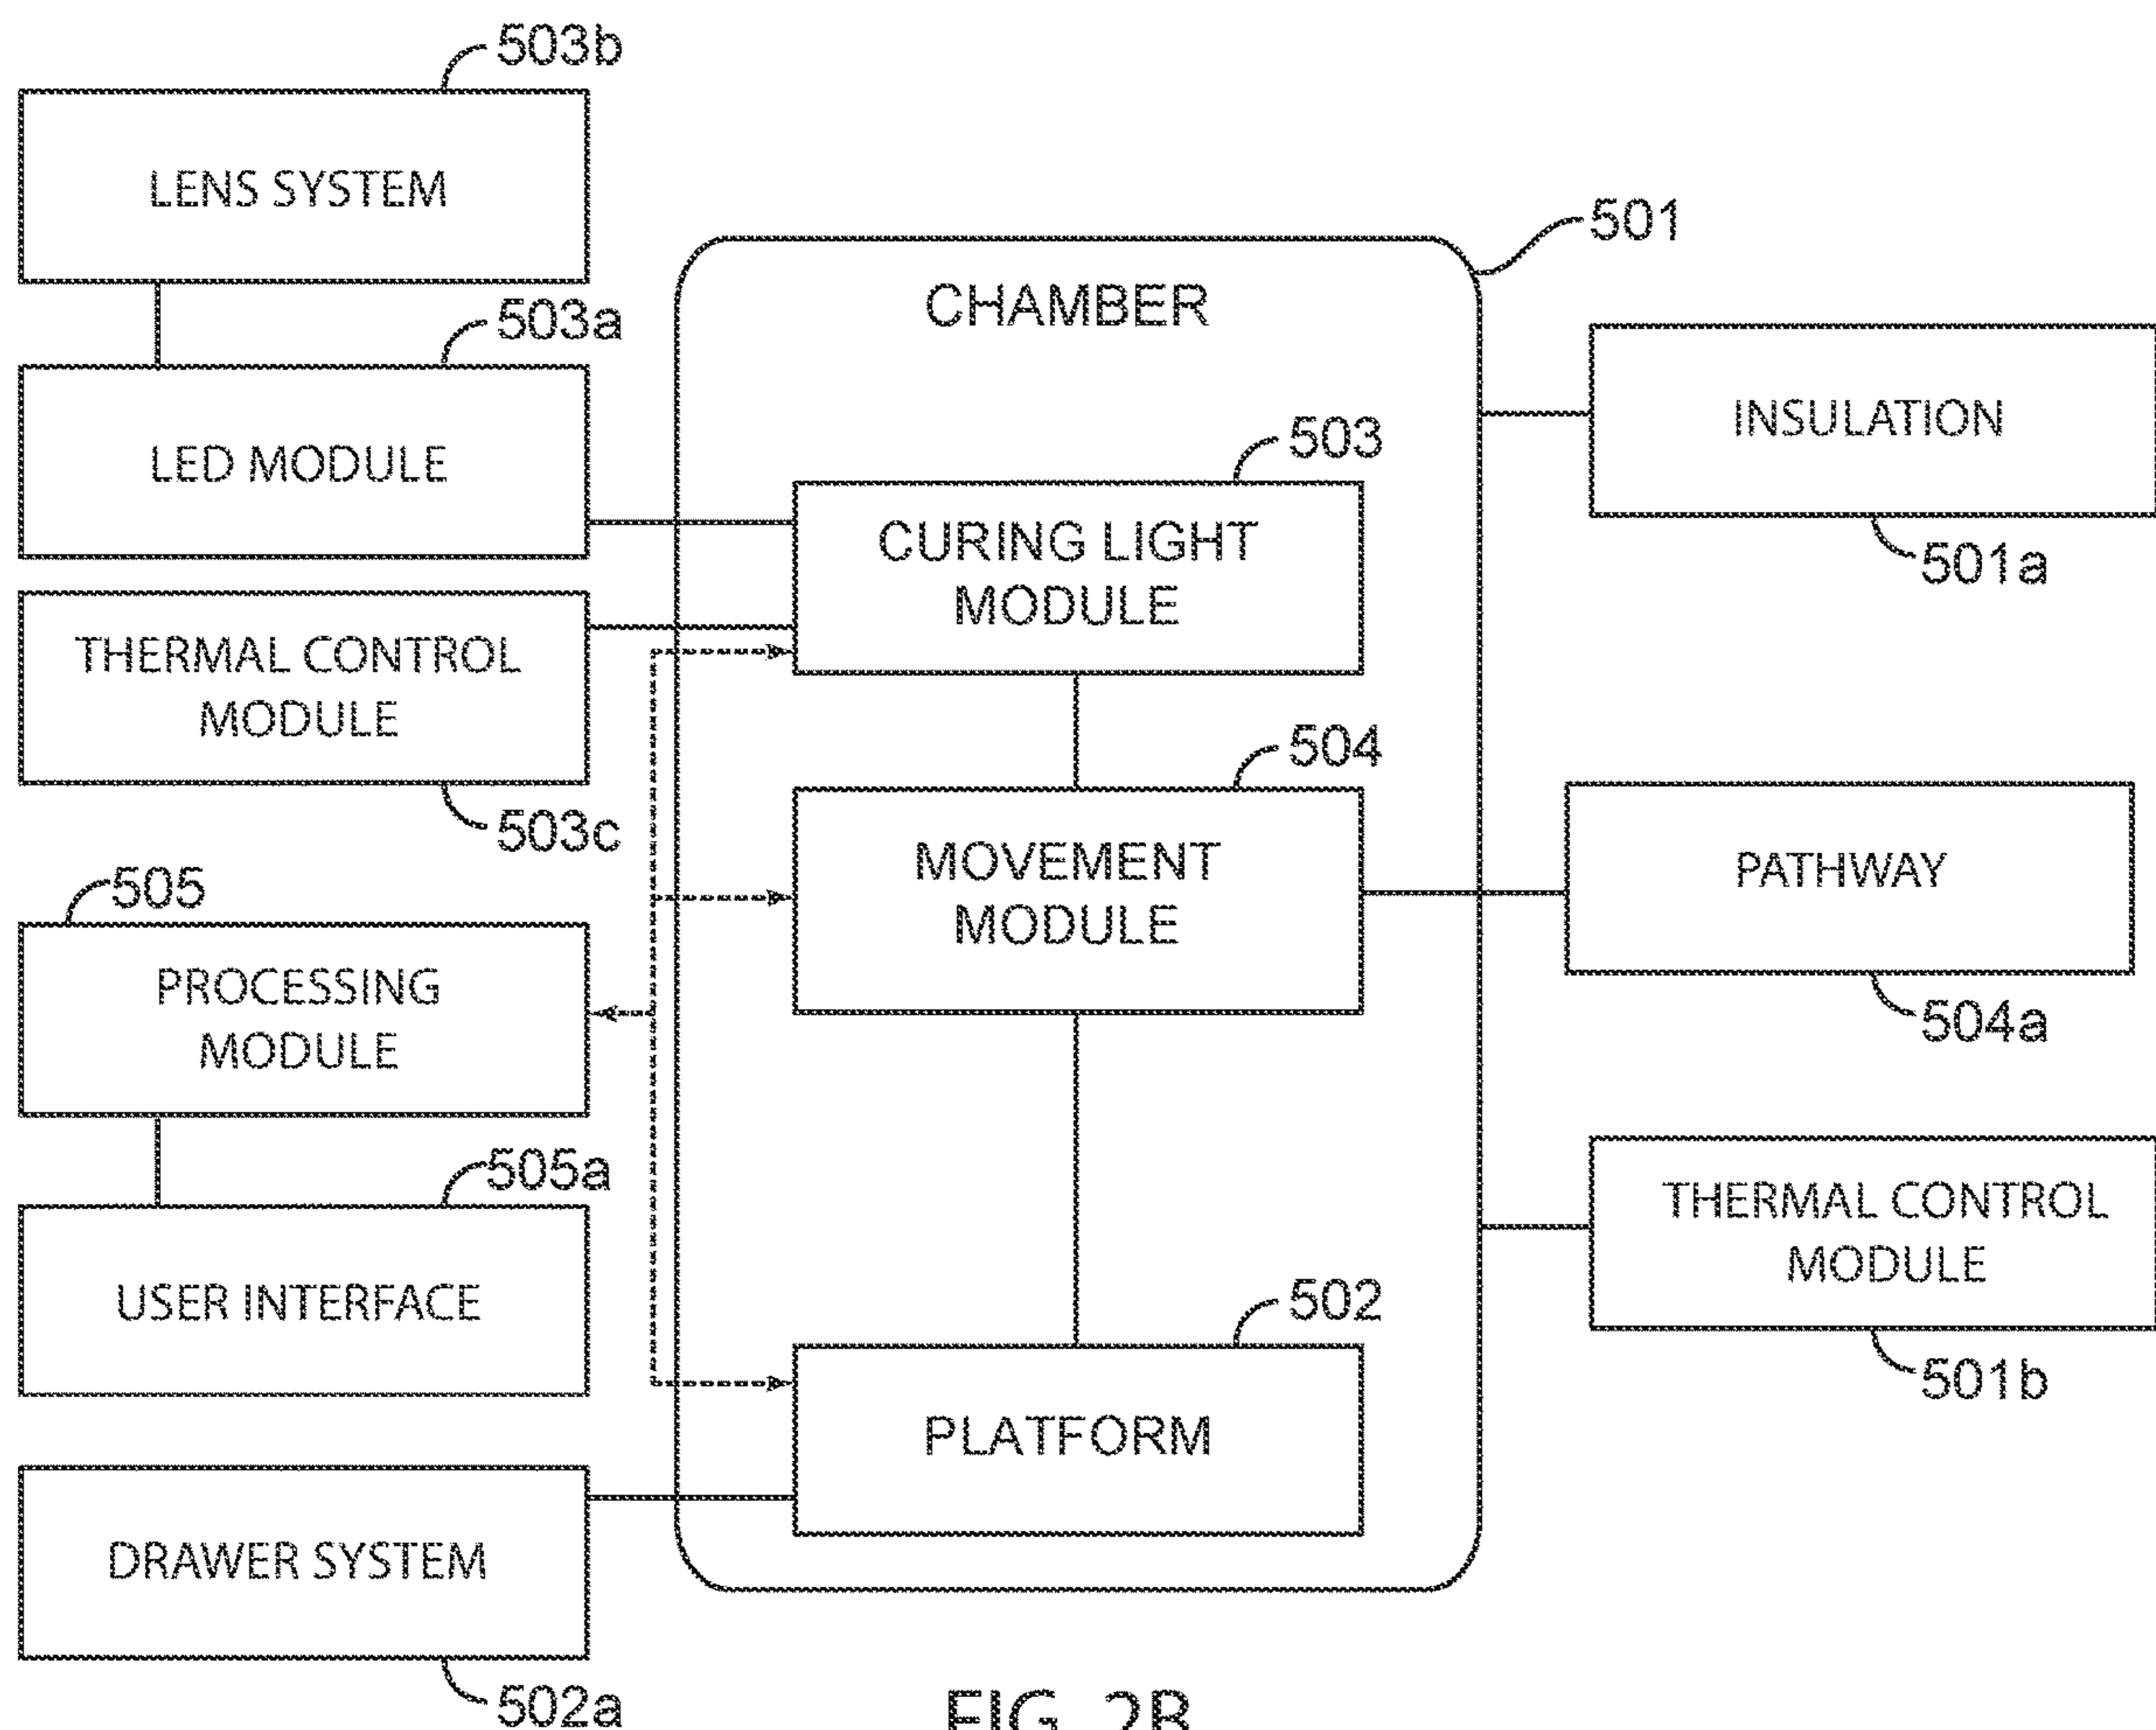 503b
LENS SYSTEM
503a
LED MODULE
THERMAL CONTROL
MODULE
503c
505
PROCESSING
MODULE
505a
USER INTERFACE
DRAWER SYSTEM
502a
501
CHAMBER
503
CURING LIGHT
MODULE
504
MOVEMENT
MODULE
502
PLATFORM
INSULATION
501a
PATHWAY
504a
THERMAL CONTROL
MODULE
501b
FIG. 2B